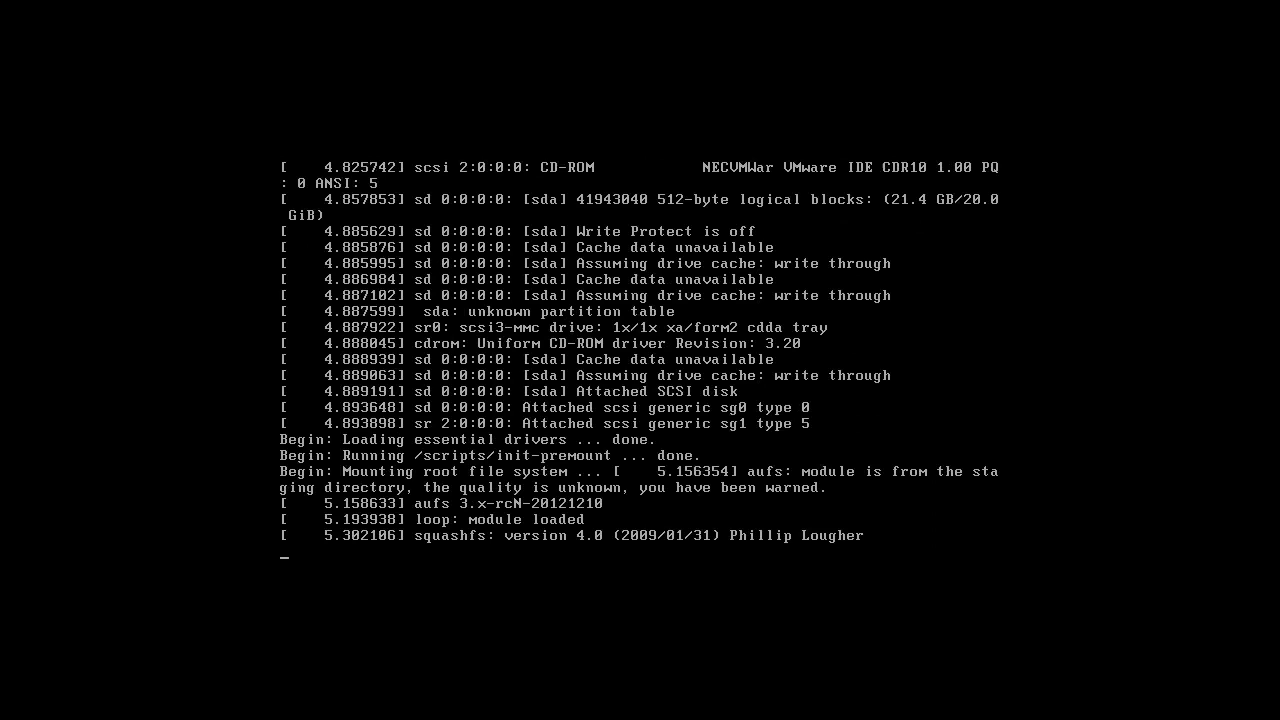 [    4.825742] scsi 2:0:0:0: CD-ROM            NECVMWar VMware IDE CDR10 1.00 PQ
: 0 ANSI: 5
[    4.857853] sd 0:0:0:0: [sda] 41943040 512-byte logical blocks: (21.4 GB/20.0
 GiB)
[    4.885629] sd 0:0:0:0: [sda] Write Protect is off
[    4.885876] sd 0:0:0:0: [sda] Cache data unavailable
[    4.885995] sd 0:0:0:0: [sda] Assuming drive cache: write through
[    4.886984] sd 0:0:0:0: [sda] Cache data unavailable
[    4.887102] sd 0:0:0:0: [sda] Assuming drive cache: write through
[    4.887599]  sda: unknown partition table
[    4.887922] sr0: scsi3-mmc drive: 1x/1x xa/form2 cdda tray
[    4.888045] cdrom: Uniform CD-ROM driver Revision: 3.20
[    4.888939] sd 0:0:0:0: [sda] Cache data unavailable
[    4.889063] sd 0:0:0:0: [sda] Assuming drive cache: write through
[    4.889191] sd 0:0:0:0: [sda] Attached SCSI disk
[    4.893648] sd 0:0:0:0: Attached scsi generic sg0 type 0
[    4.893898] sr 2:0:0:0: Attached scsi generic sg1 type 5
Begin: Loading essential drivers ... done.
Begin: Running /scripts/init-premount ... done.
Begin: Mounting root file system ... [    5.156354] aufs: module is from the sta
ging directory, the quality is unknown, you have been warned.
[    5.158633] aufs 3.x-rcN-20121210
[    5.193938] loop: module loaded
[    5.302106] squashfs: version 4.0 (2009/01/31) Phillip Lougher